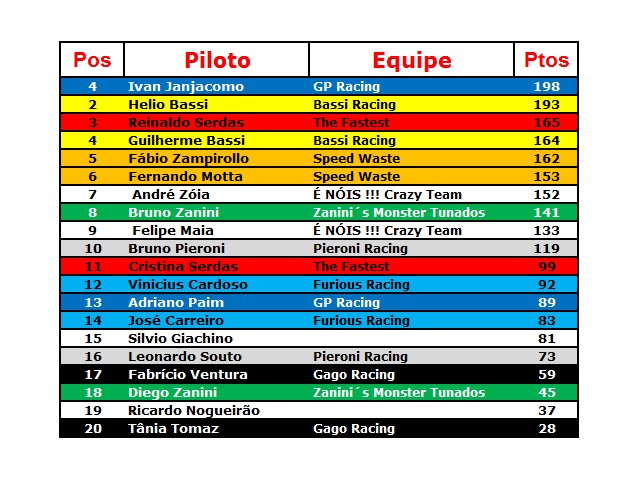 Pos Piloto Equipe Ptos
4 Ivan Janjacomo GP Racing 198
2 Helio Bassi Bassi Racing 193
3 Reinaldo Serdas The Fastest 165
4 Guilherme Bassi Bassi Racing 164
5 Fábio Zampirollo Speed Waste 162
6 Fernando Motta Speed Waste 153
7 André Zóia É NÓIS !!! Crazy Team 152
8 Bruno Zanini Zanini´s Monster Tunados 141
9 Felipe Maia É NÓIS !!! Crazy Team 133
10 Bruno Pieroni Pieroni Racing 119
11 Cristina Serdas The Fastest 99
12 Vinicius Cardoso Furious Racing 92
13 Adriano Paim GP Racing 89
14 José Carreiro Furious Racing 83
15 Silvio Giachino 81
16 Leonardo Souto Pieroni Racing 73
17 Fabrício Ventura Gago Racing 59
18 Diego Zanini Zanini´s Monster Tunados 45
19 Ricardo Nogueirão 37
20 Tânia Tomaz Gago Racing 28